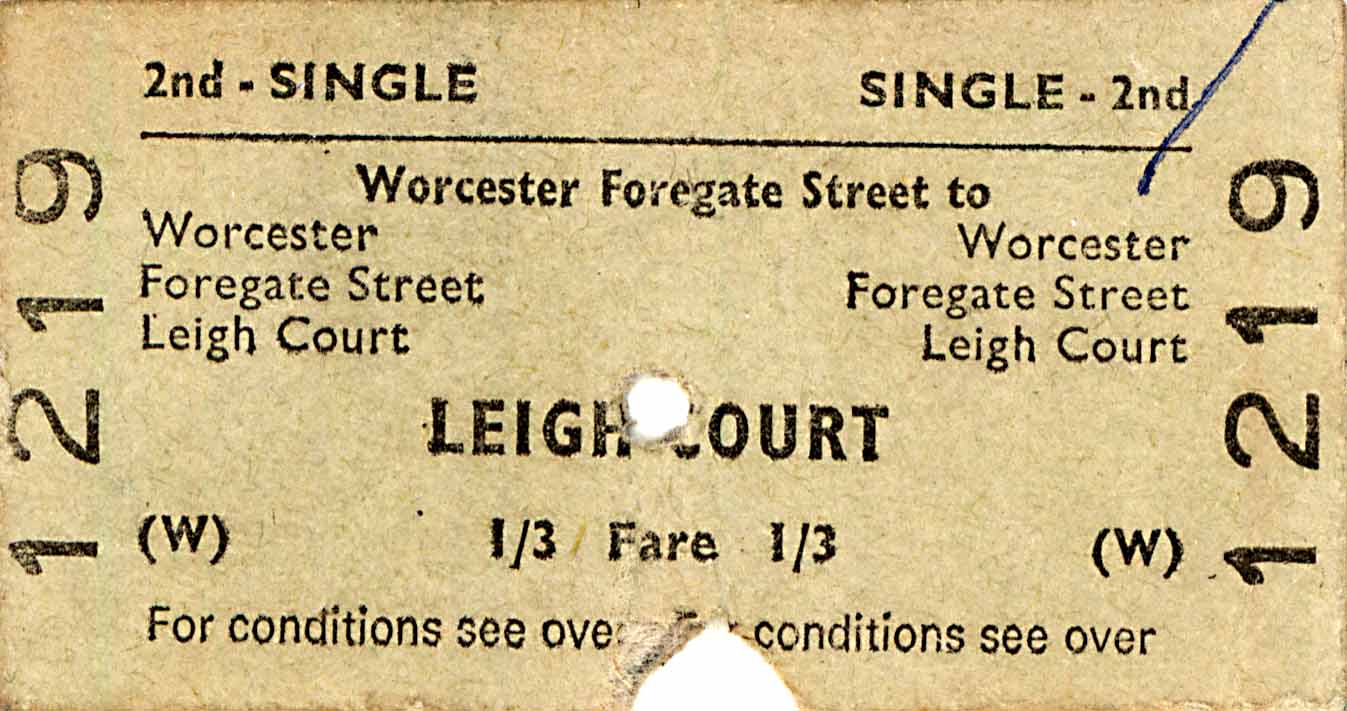 2nd - SINGLE SINGLE - 2nd
Worcester Foregate Street to
Worcester Worcester
Foregate Street Foregate Street
Leigh Court Leigh Court
LEIGH COURT
(W) 1/3 Fare 1/3 (W)
For conditions see over For conditions see over
1219
1219